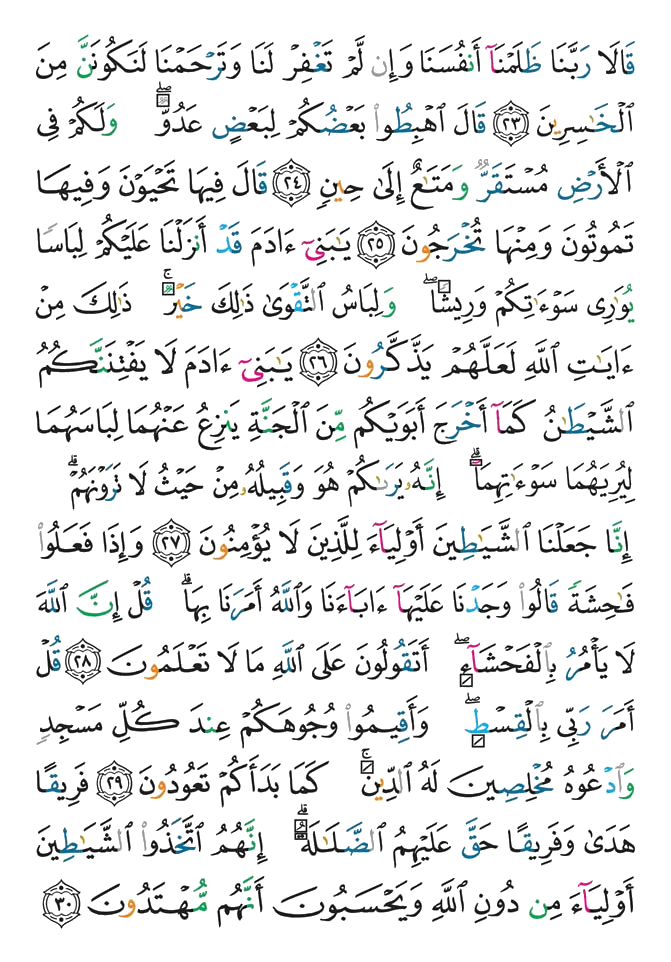 قَالَا رَبَّنَا ظَلَمْنَآ أَنفُسَنَا وَإِن لَّمْ تَغْفِرْ لَنَا وَتَرْحَمْنَا لَنَكُونَنَّ مِنَ
ٱلْخَـٰسِرِينَ ٢٣ قَالَ ٱهْبِطُوا۟ بَعْضُكُمْ لِبَعْضٍ عَدُوٌّ ۖ وَلَكُمْ فِى
ٱلْأَرْضِ مُسْتَقَرٌّ وَمَتَـٰعٌ إِلَىٰ حِينٍ ٢٤ قَالَ فِيهَا تَحْيَوْنَ وَفِيهَا
تَمُوتُونَ وَمِنْهَا تُخْرَجُونَ ٢٥ يَـٰبَنِىٓ ءَادَمَ قَدْ أَنزَلْنَا عَلَيْكُمْ لِبَاسًا
يُوَٰرِى سَوْءَٰتِكُمْ وَرِيشًا ۖ وَلِبَاسُ ٱلتَّقْوَىٰ ذَٰلِكَ خَيْرٌ ۚ ذَٰلِكَ مِنْ
ءَايَـٰتِ ٱللَّهِ لَعَلَّهُمْ يَذَّكَّرُونَ ٢٦ يَـٰبَنِىٓ ءَادَمَ لَا يَفْتِنَنَّكُمُ
ٱلشَّيْطَـٰنُ كَمَآ أَخْرَجَ أَبَوَيْكُم مِّنَ ٱلْجَنَّةِ يَنزِعُ عَنْهُمَا لِبَاسَهُمَا
لِيُرِيَهُمَا سَوْءَٰتِهِمَآ ۗ إِنَّهُۥ يَرَىٰكُمْ هُوَ وَقَبِيلُهُۥ مِنْ حَيْثُ لَا تَرَوْنَهُمْ ۗ
إِنَّا جَعَلْنَا ٱلشَّيَـٰطِينَ أَوْلِيَآءَ لِلَّذِينَ لَا يُؤْمِنُونَ ٢٧ وَإِذَا فَعَلُوا۟
فَـٰحِشَةً قَالُوا۟ وَجَدْنَا عَلَيْهَآ ءَابَآءَنَا وَٱللَّهُ أَمَرَنَا بِهَا ۗ قُلْ إِنَّ ٱللَّهَ
لَا يَأْمُرُ بِٱلْفَحْشَآءِ ۖ أَتَقُولُونَ عَلَى ٱللَّهِ مَا لَا تَعْلَمُونَ ٢٨ قُلْ
أَمَرَ رَبِّى بِٱلْقِسْطِ ۖ وَأَقِيمُوا۟ وُجُوهَكُمْ عِندَ كُلِّ مَسْجِدٍ
وَٱدْعُوهُ مُخْلِصِينَ لَهُ ٱلدِّينَ ۚ كَمَا بَدَأَكُمْ تَعُودُونَ ٢٩ فَرِيقًا
هَدَىٰ وَفَرِيقًا حَقَّ عَلَيْهِمُ ٱلضَّلَـٰلَةُ ۗ إِنَّهُمُ ٱتَّخَذُوا۟ ٱلشَّيَـٰطِينَ
أَوْلِيَآءَ مِن دُونِ ٱللَّهِ وَيَحْسَبُونَ أَنَّهُم مُّهْتَدُونَ ٣٠